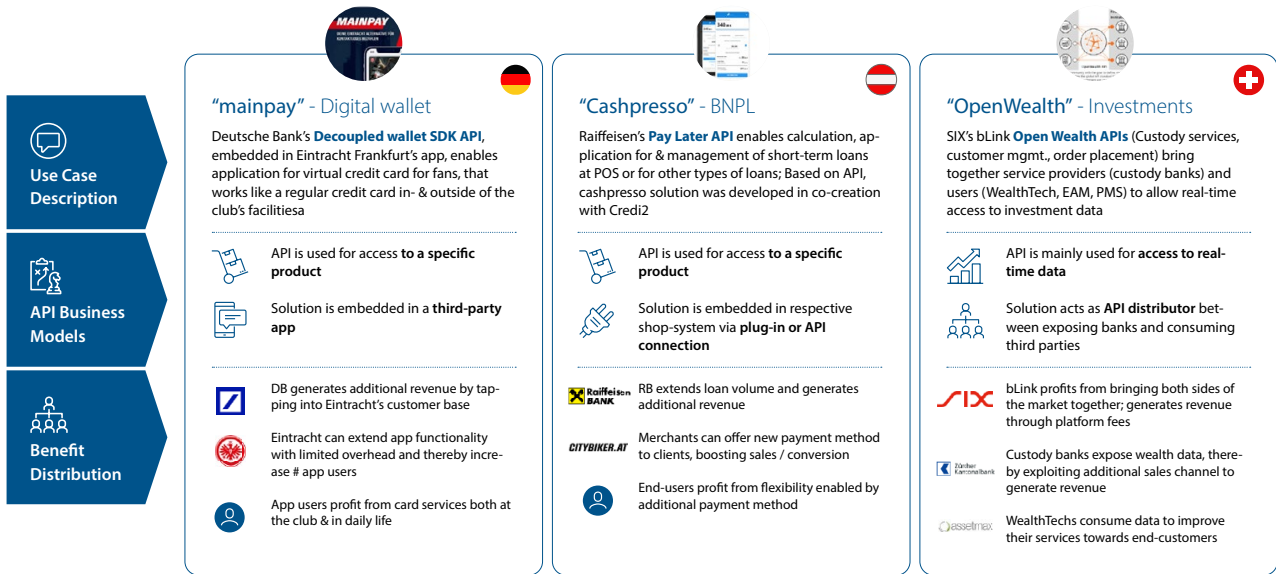 MAINPAY
DEINE EINTRACHT ALTERNATIVE FÜR
“mainpay” - Digital wallet
Deutsche Bank’s Decoupled wallet SDK API,
embedded in Eintracht Frankfurt’s app, enables
application for virtual credit card for fans, that
works like a regular credit card in- & outside of the
club’s facilitiesa
“Cashpresso” - BNPL
Raiffeisen’s Pay Later API enables calculation, ap-
plication for & management of short-term loans
at POS or for other types of loans; Based on API,
cashpresso solution was developed in co-creation
with Credi2
“OpenWealth” - Investments
SIX’s bLink Open Wealth APIs (Custody services,
customer mgmt., order placement) bring
together service providers (custody banks) and
users (WealthTech, EAM, PMS) to allow real-time
access to investment data
Use Case
Description
API is used for access to a specific
product
Solution is embedded in a third-party
app
API is used for access to a specific
product
Solution is embedded in respective
shop-system via plug-in or API
connection
API is mainly used for access to real-
time data
Solution acts as API distributor bet-
ween exposing banks and consuming
third parties
API Business
Models
DB generates additional revenue by tap-
ping into Eintracht’s customer base
Eintracht can extend app functionality
with limited overhead and thereby incre-
ase # app users
App users profit from card services both at
the club & in daily life
Raiffeisen
BANK
RB extends loan volume and generates
additional revenue
CITYBIKER.AT
Merchants can offer new payment method
to clients, boosting sales / conversion
End-users profit from flexibility enabled by
additional payment method
SIX
bLink profits from bringing both sides of
the market together; generates revenue
through platform fees
Zürcher
Kantonalbank
Custody banks expose wealth data, there-
by exploiting additional sales channel to
generate revenue
assetmax
WealthTechs consume data to improve
their services towards end-customers
Benefit
Distribution